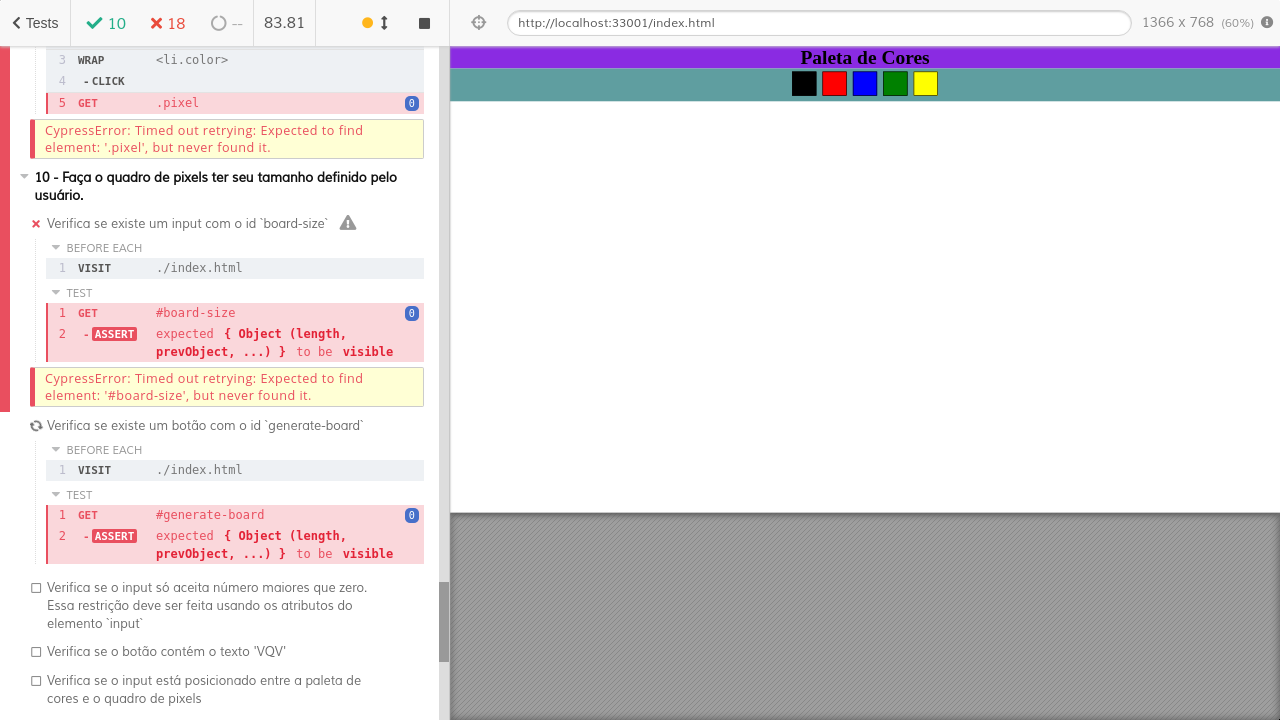 Tests
10
18
--
83.81
http://localhost:33001/index.html
1366 x 768 (60%)
3 WRAP <li.color>
4 - CLICK
5 GET .pixel 0
CypressError: Timed out retrying: Expected to find
element: '.pixel', but never found it.
10 - Faça o quadro de pixels ter seu tamanho definido pelo
usuário.
Verifica se existe um input com o id `board-size`
BEFORE EACH
1 VISIT ./index.html
TEST
1 GET #board-size 0
2 - ASSERT expected { Object (length,
prevObject, ...) } to be visible
CypressError: Timed out retrying: Expected to find
element: '#board-size', but never found it.
Verifica se existe um botão com o id `generate-board`
BEFORE EACH
1 VISIT ./index.html
TEST
1 GET #generate-board 0
2 - ASSERT expected { Object (length,
prevObject, ...) } to be visible
Verifica se o input só aceita número maiores que zero.
Essa restrição deve ser feita usando os atributos do
elemento `input`
Verifica se o botão contém o texto 'VQV'
Verifica se o input está posicionado entre a paleta de
cores e o quadro de pixels
Paleta de Cores